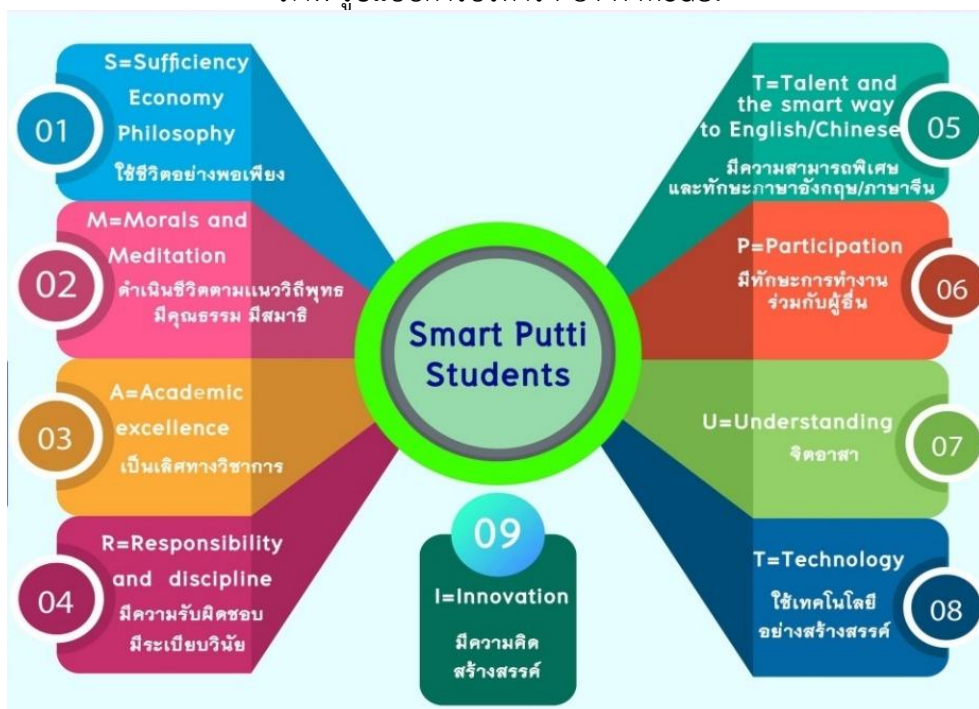 01
S=Sufficiency
Economy
Philosophy
ใช้ชีวิตอย่างพอเพียง
02
M=Morals and
Meditation
ดำเนินชีวิตตามแนววิถีพุทธ
มีคุณธรรม มีสมาธิ
03
A=Academic
excellence
เป็นเลิศทางวิชาการ
04
R=Responsibility
and discipline
มีความรับผิดชอบ
มีระเบียบวินัย
Smart Putti
Students
T=Talent and
the smart way
to English/Chinese
05
มีความสามารถพิเศษ
และทักษะภาษาอังกฤษ/ภาษาจีน
P=Participation
06
มีทักษะการทำงาน
ร่วมกับผู้อื่น
U=Understanding
07
จิตอาสา
T=Technology
08
ใช้เทคโนโลยี
อย่างสร้างสรรค์
09
I=Innovation
มีความคิด
สร้างสรรค์